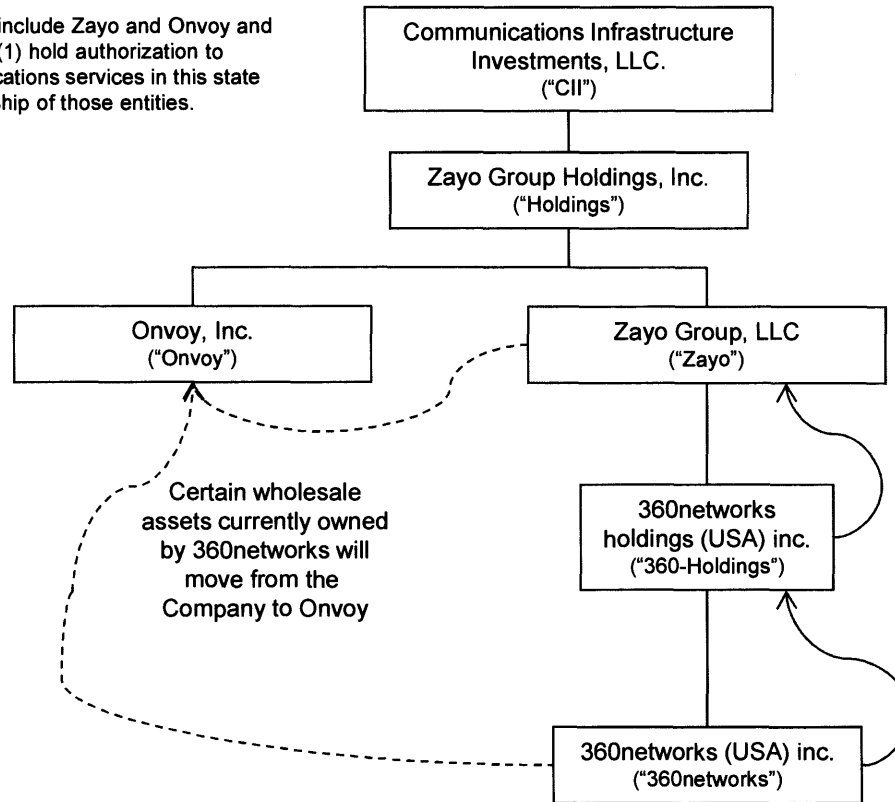 include Zayo and Onvoy and
(1) hold authorization to
cations services in this state
ship of those entities.
Communications Infrastructure
Investments, LLC.
("CII")
Zayo Group Holdings, Inc.
("Holdings")
Onvoy, Inc.
("Onvoy")
Zayo Group, LLC
("Zayo")
Certain wholesale
assets currently owned
by 360networks will
move from the
Company to Onvoy
360networks
holdings (USA) inc.
("360-Holdings")
360networks (USA) inc.
("360networks")